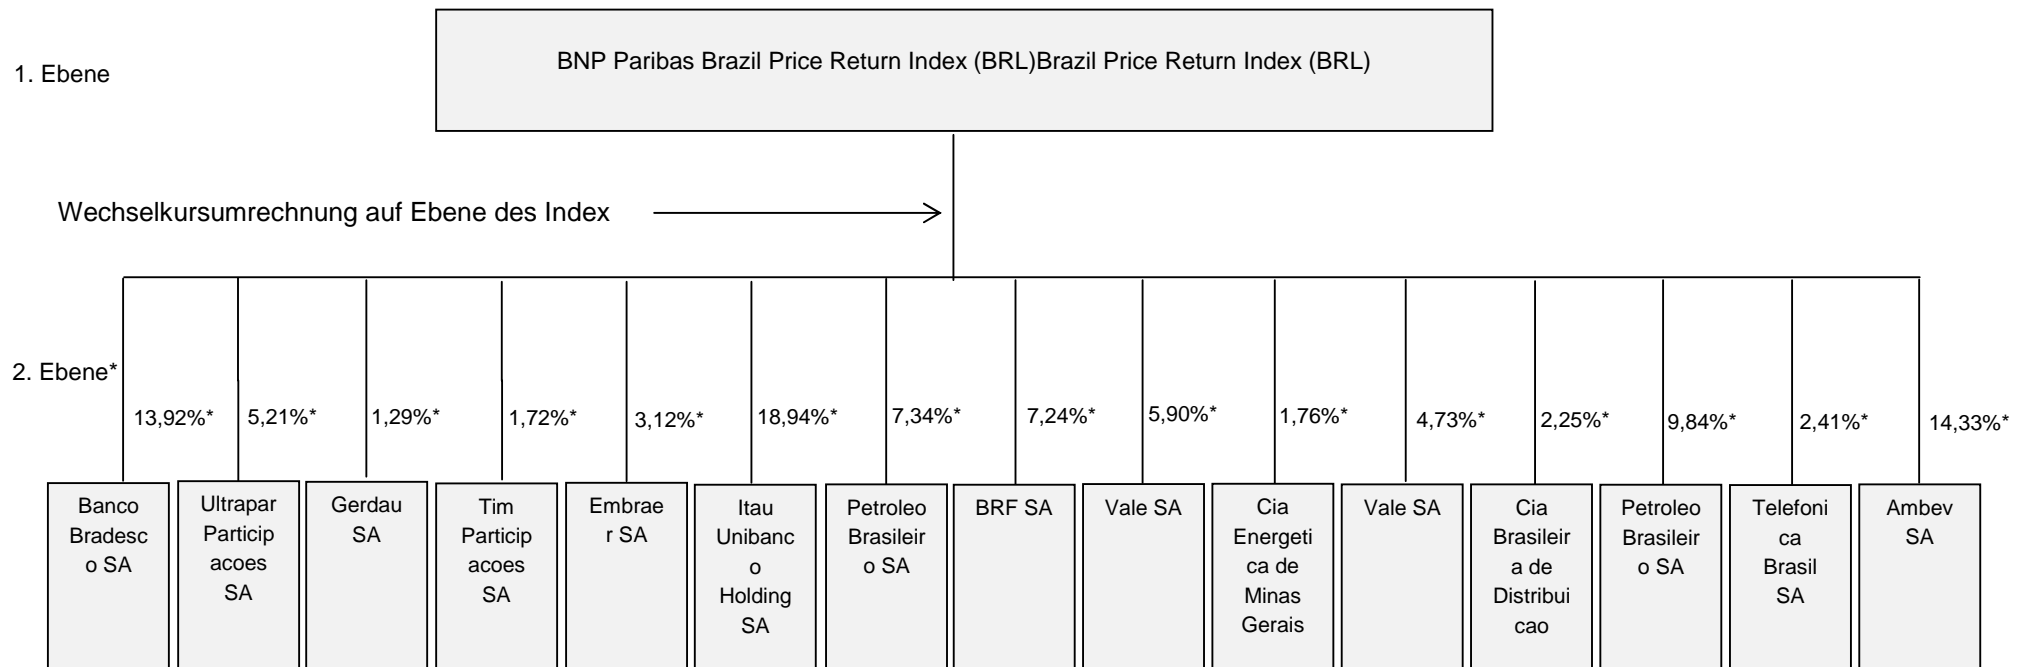 BNP Paribas Brazil Price Return Index (BRL)Brazil Price Return Index (BRL)
1. Ebene
Wechselkursumrechnung auf Ebene des Index
2. Ebene*
13,92%*
5,21%*
1,29%*
1,72%*
3,12%*
18,94%*
7,34%*
7,24%*
5,90%*
1,76%*
4,73%*
2,25%*
9,84%*
2,41%*
14,33%*
Banco
Bradesc
o SA
Ultrapar
Particip
acoes
SA
Gerdau
SA
Tim
Particip
acoes
SA
Embrae
r SA
Itau
Unibanc
o
Holding
SA
Petroleo
Brasileir
o SA
BRF SA
Vale SA
Cia
Energeti
ca de
Minas
Gerais
Vale SA
Cia
Brasileir
a de
Distribui
cao
Petroleo
Brasileir
o SA
Telefoni
ca
Brasil
SA
Ambev
SA